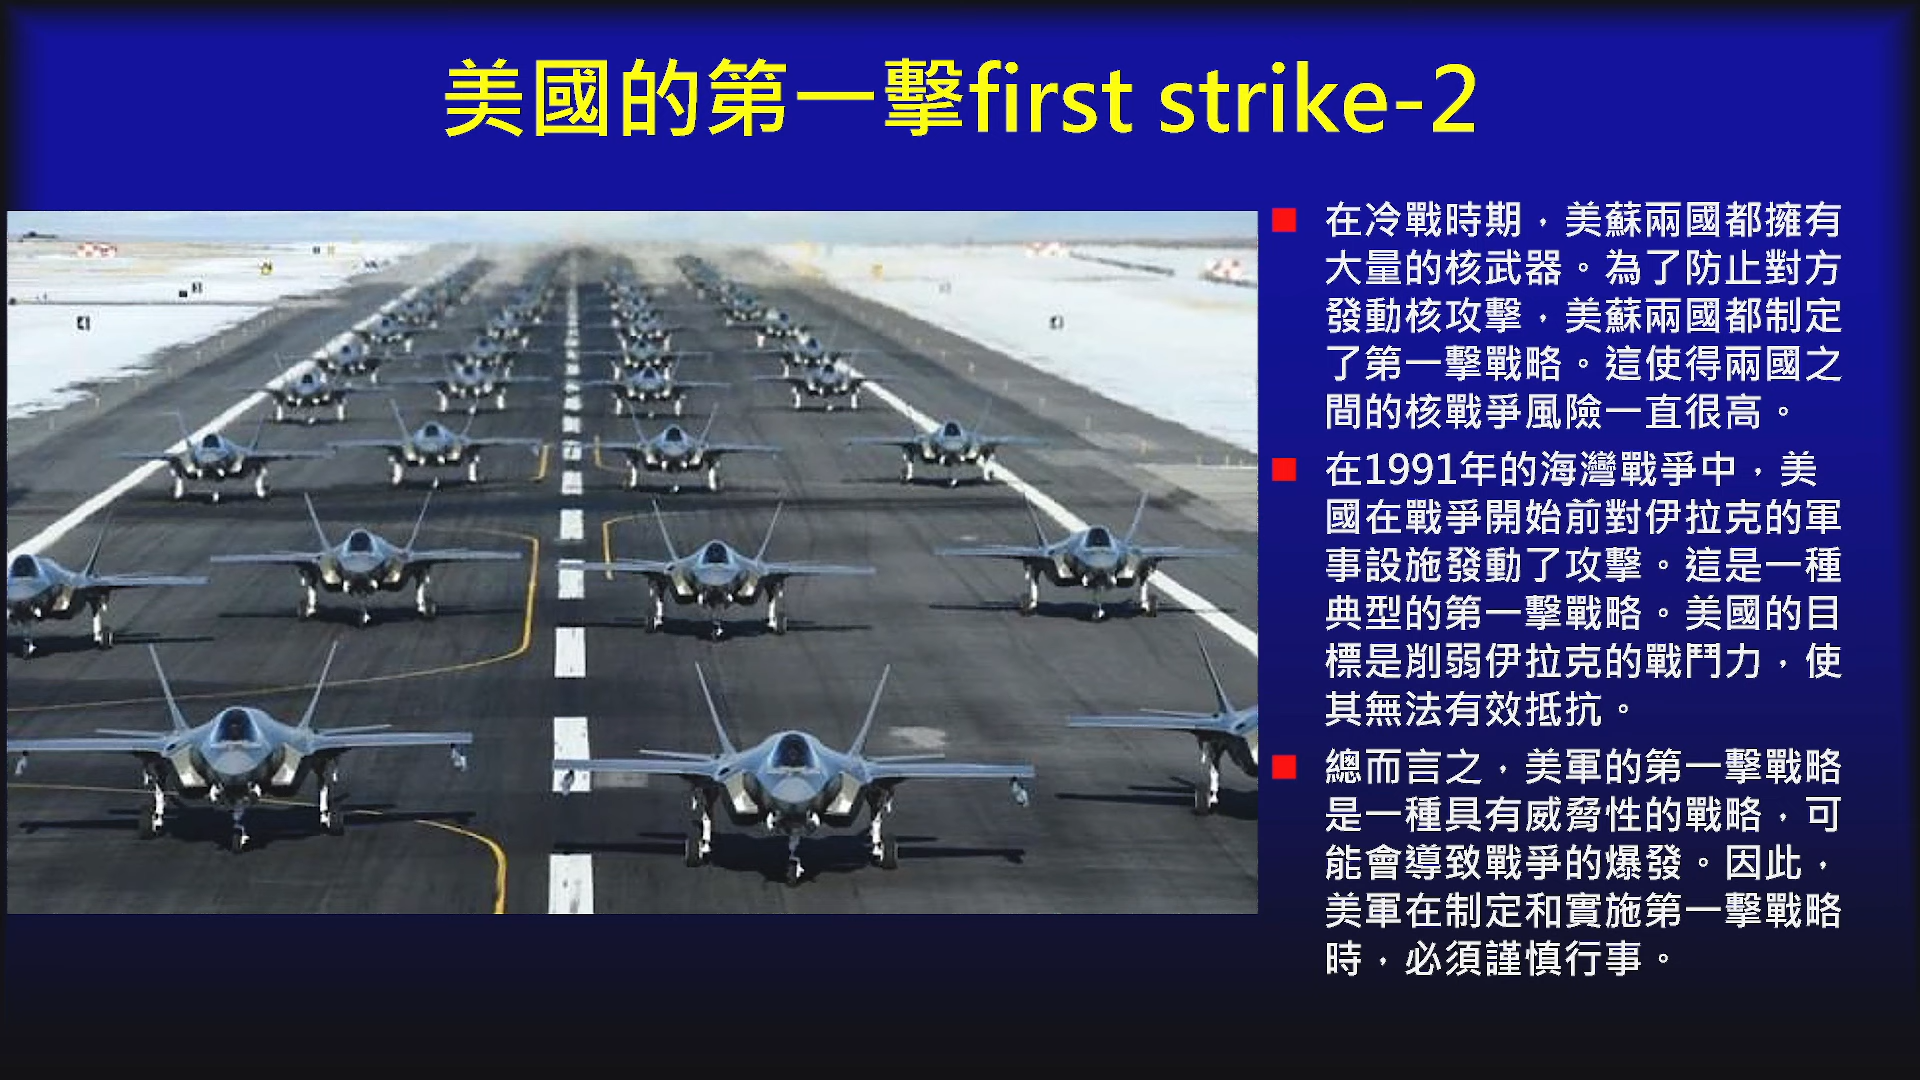 美國的第一擊first strike-2
在冷戰時期，美蘇兩國都擁有
大量的核武器。為了防止對方
發動核攻擊，美蘇兩國都制定
了第一擊戰略。這使得兩國之
間的核戰爭風險一直很高。
在1991年的海灣戰爭中，美
國在戰爭開始前對伊拉克的軍
事設施發動了攻擊。這是一種
典型的第一擊戰略。美國的目
標是削弱伊拉克的戰鬥力，使
其無法有效抵抗。
總而言之，美軍的第一擊戰略
是一種具有威脅性的戰略，可
能會導致戰爭的爆發。因此，
美軍在制定和實施第一擊戰略
時，必須謹慎行事。